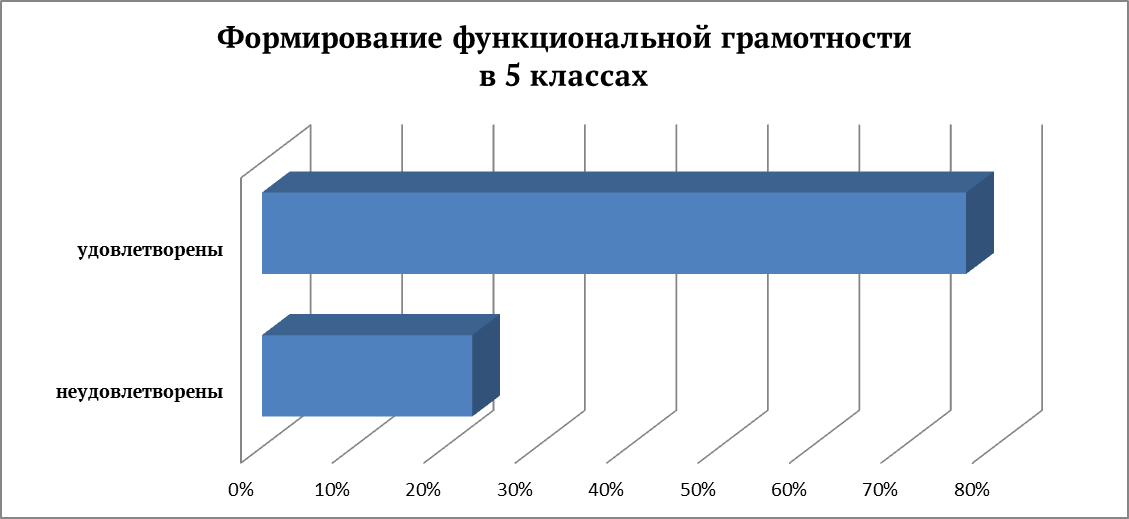 Формирование функциональной грамотности
в 5 классах
удовлетворены
неудовлетворены
0% 10% 20% 30% 40% 50% 60% 70% 80%